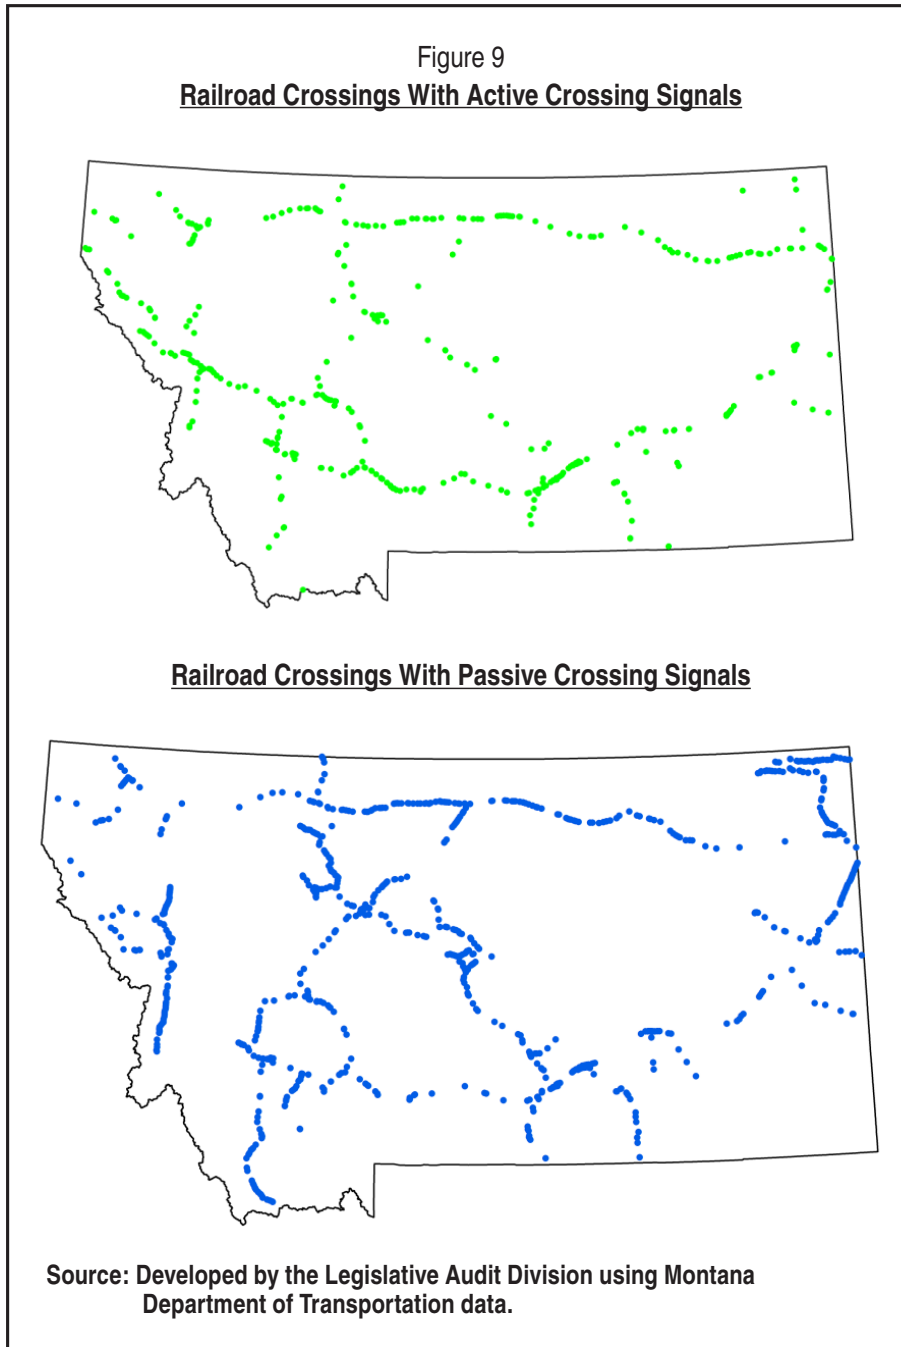 Figure 9
Railroad Crossings With Active Crossing Signals
Railroad Crossings With Passive Crossing Signals
Source: Developed by the Legislative Audit Division using Montana
Department of Transportation data.